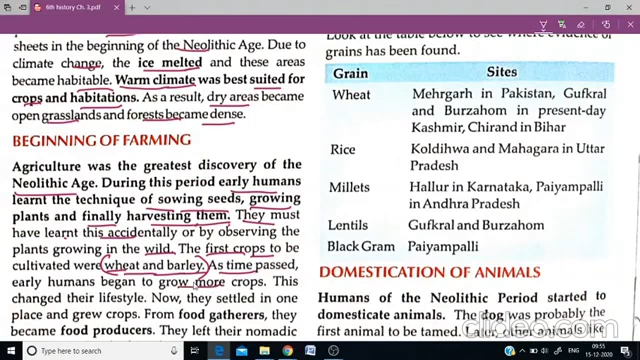 6th history Ch. 3.pdf
sheets in the beginning of the Neolithic Age. Due to
climate change, the ice melted and these areas
became habitable. Warm climate was best suited for
crops and habitations. As a result, dry areas became
open grasslands and forests became dense.
BEGINNING OF FARMING
Agriculture was the greatest discovery of the
Neolithic Age. During this period early humans
learnt the technique of sowing seeds, growing
plants and finally harvesting them. They must
have learnt this accidentally or by observing the
plants growing in the wild. The first crops to be
cultivated were wheat and barley. As time passed,
early humans began to grow more crops. This
changed their lifestyle. Now, they settled in one
place and grew crops. From food gatherers, they
became food producers. They left their nomadic
Look at the table below to see where evidence of
grains has been found.
Grain Sites
Wheat Mehrgarh in Pakistan, Gufkral
and Burzahom in present-day
Kashmir, Chirand in Bihar
Rice Koldihwa and Mahagara in Uttar
Pradesh
Millets Hallur in Karnataka, Paiyampalli
in Andhra Pradesh
Lentils Gufkral and Burzahom
Black Gram Paiyampalli
DOMESTICATION OF ANIMALS
Humans of the Neolithic Period started to
domesticate animals. The dog was probably the
first animal to be tamed. Later, other animals like
Type here to search
ENG
09:55
15-12-2020